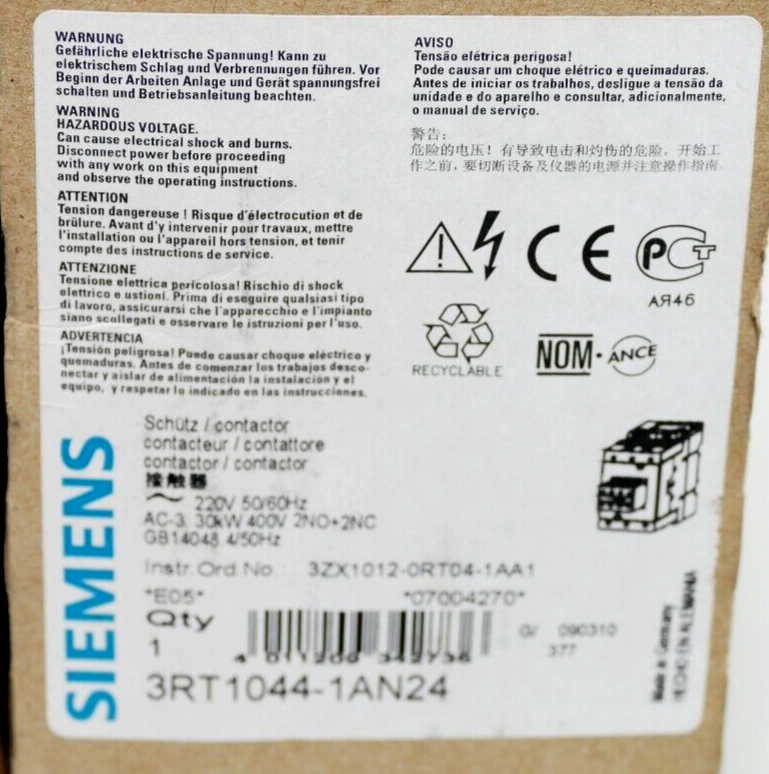 WARNUNG
Gefährliche elektrische Spannung! Kann zu
elektrischem Schlag und Verbrennungen führen. Vor
Beginn der Arbeiten Anlage und Gerät spannungsfrei
schalten und Betriebsanleitung beachten.
WARNING
HAZARDOUS VOLTAGE.
Can cause electrical shock and burns.
Disconnect power before proceeding
with any work on this equipment
and observe the operating instructions.
ATTENTION
Tension dangereuse ! Risque d'électrocution et de
brûlure. Avant d'y intervenir pour travaux, mettre
l'installation ou l'appareil hors tension, et tenir
compte des instructions de service.
ATTENZIONE
Tensione elettrica pericolosa! Rischio di shock
elettrico e ustioni. Prima di eseguire qualsiasi tipo
di lavoro, assicurarsi che l'apparecchio e l'impianto
siano scollegati e osservare le istruzioni per l'uso.
ADVERTENCIA
¡Tensión peligrosa! Puede causar choque eléctrico y
quemaduras. Antes de comenzar los trabajos desco-
nectar y aislar de alimentación la instalación y el
equipo, y respetar lo indicado en las instrucciones.
AVISO
Tensão elétrica perigosa!
Pode causar um choque elétrico e queimaduras.
Antes de iniciar os trabalhos, desligue a tensão da
unidade e do aparelho e consultar, adicionalmente,
o manual de serviço.
警告:
危险的电压! 有导致电击和灼伤的危险。开始工
作之前, 要切断设备及仪器的电源并注意操作指南.
CE
РСТ
АЯ46
RECYCLABLE
NOM · ANCE
SIEMENS
Schütz / contactor
contacteur / contattore
contactor / contactor
接触器
~ 220V 50/60Hz
AC-3: 30kW 400V 2NO+2NC
GB14048.4/50Hz
Instr.Ord.No.: 3ZX1012-0RT04-1AA1
*E05* *07004270*
Qty
1
G/ 090310
377
3RT1044-1AN24
Made in Germany
HECHO EN ALEMANIA